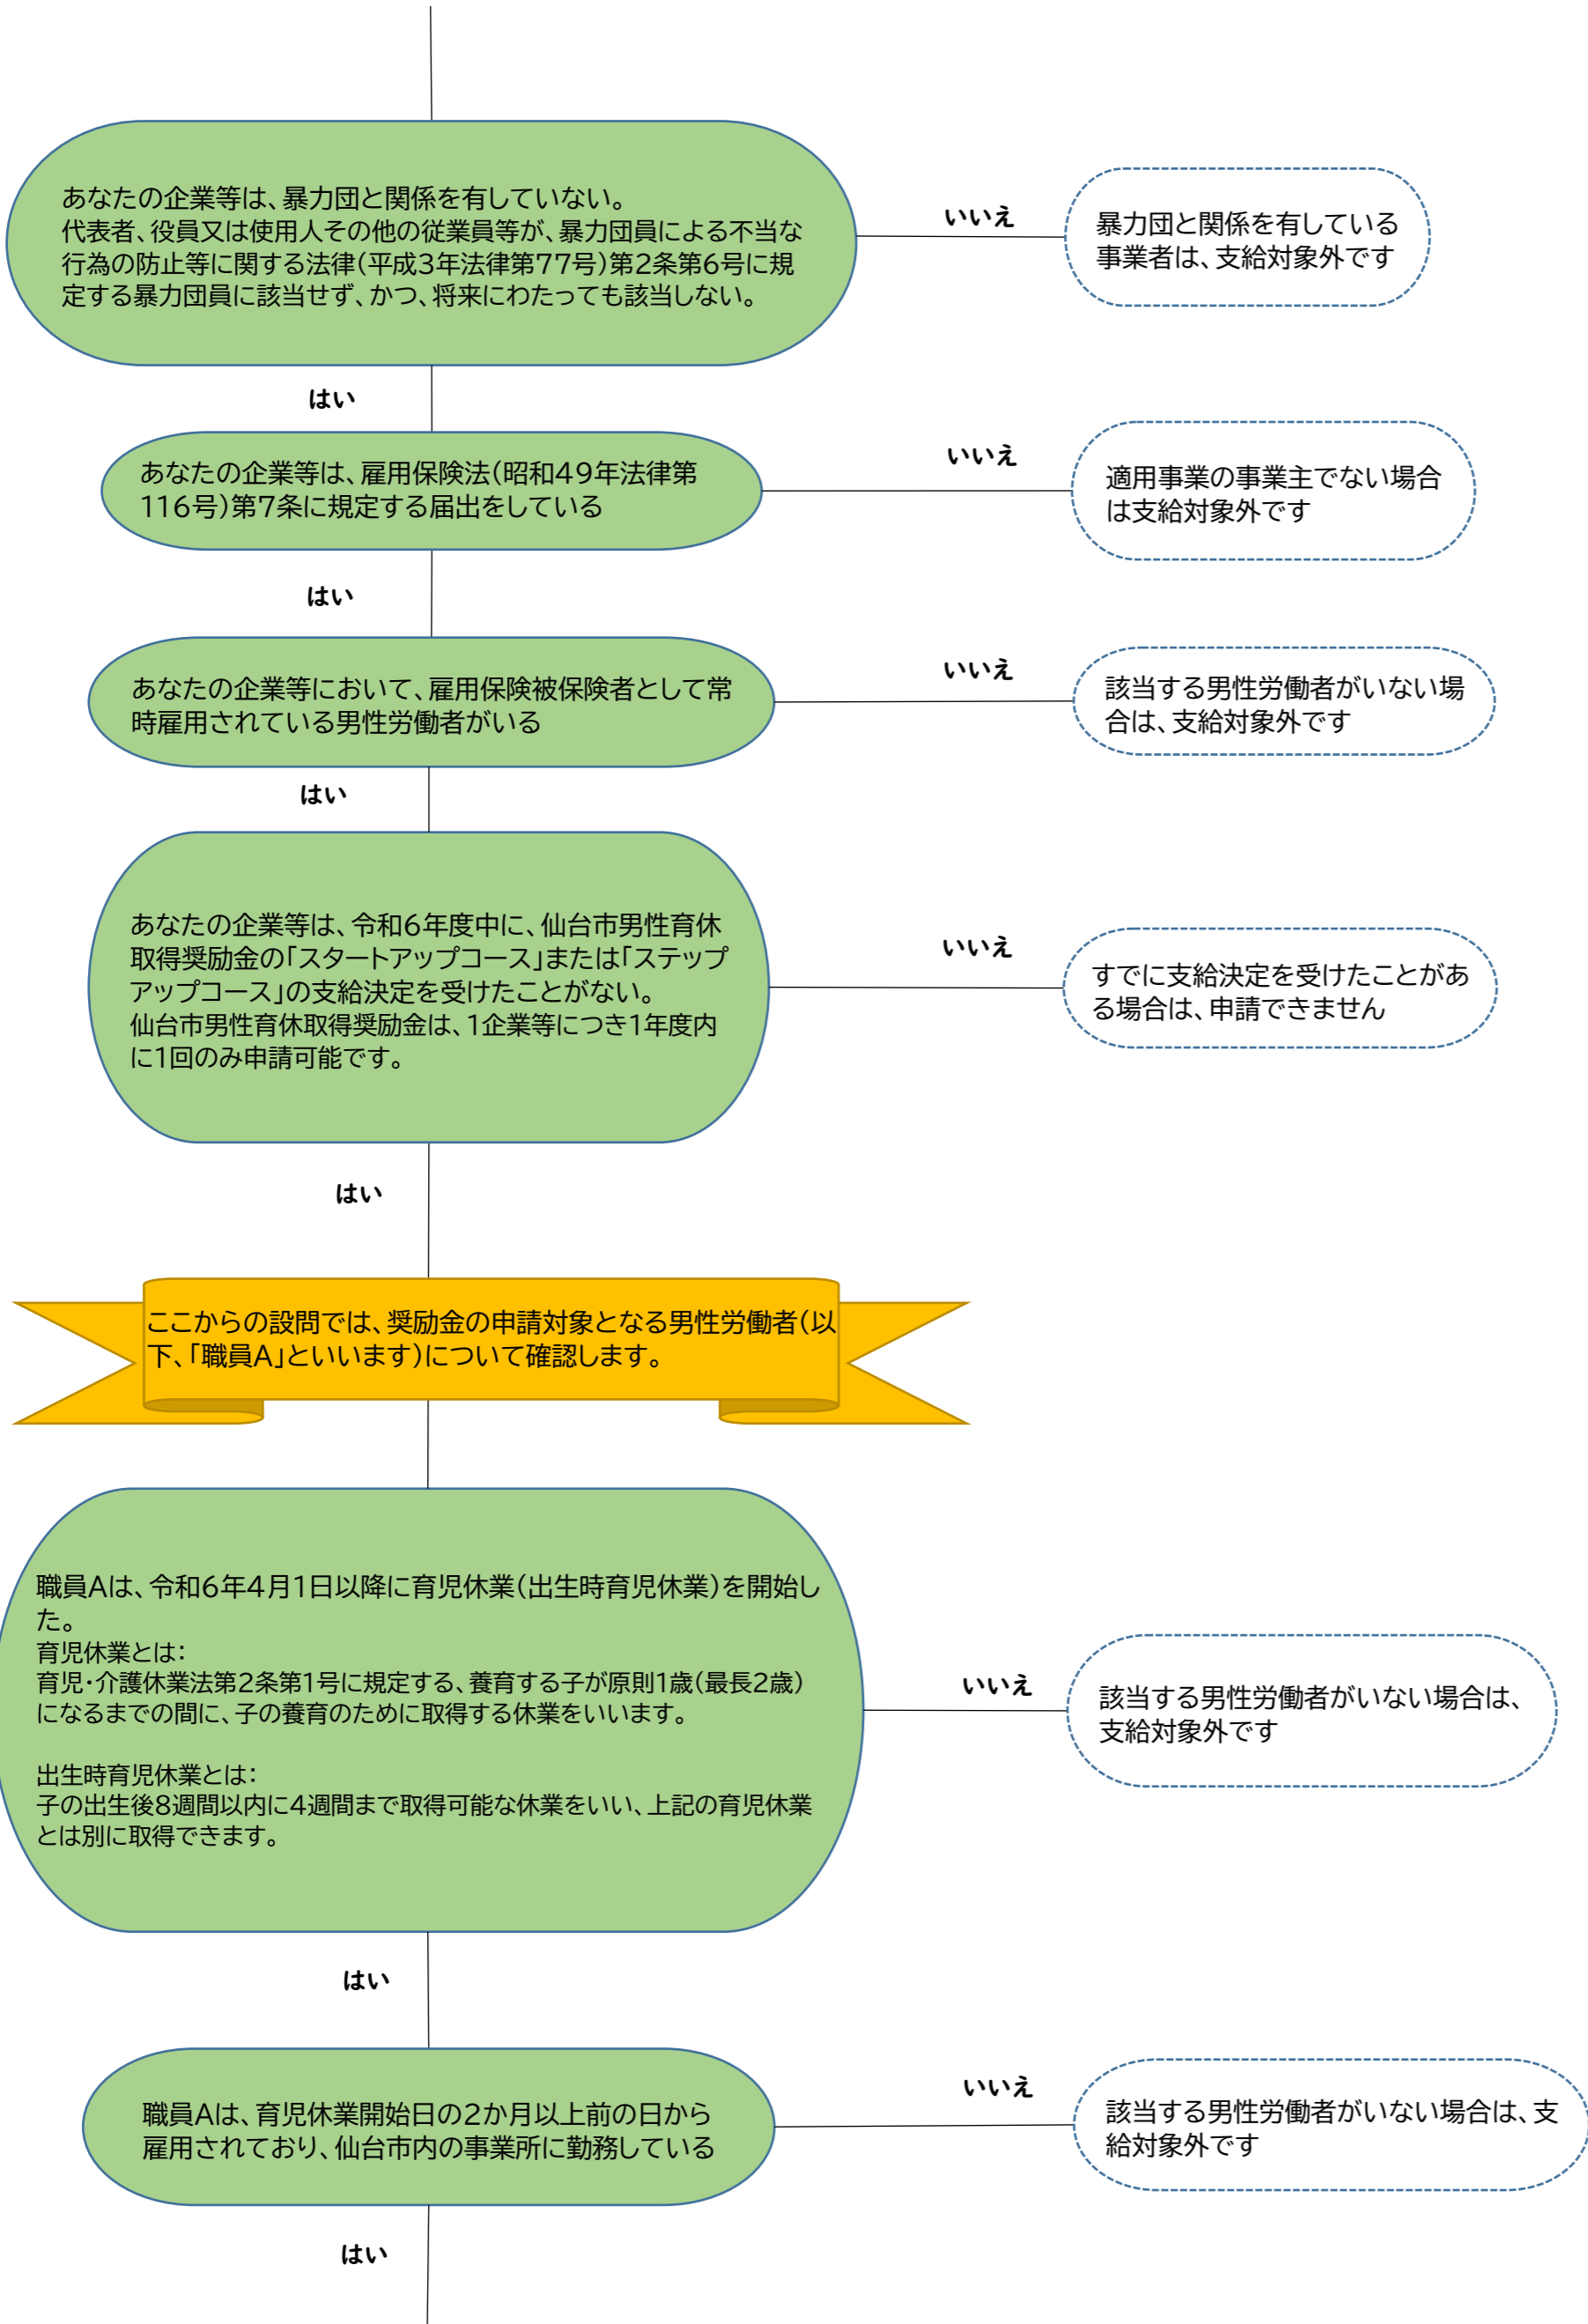 あなたの企業等は、暴力団と関係を有していない。
代表者、役員又は使用人その他の従業員等が、暴力団員による不当な
行為の防止等に関する法律(平成3年法律第77号)第2条第6号に規
定する暴力団員に該当せず、かつ、将来にわたっても該当しない。
いいえ
暴力団と関係を有している
事業者は、支給対象外です
はい
あなたの企業等は、雇用保険法(昭和49年法律第
116号)第7条に規定する届出をしている
いいえ
適用事業の事業主でない場合
は支給対象外です
はい
あなたの企業等において、雇用保険被保険者として常
時雇用されている男性労働者がいる
いいえ
該当する男性労働者がいない場
合は、支給対象外です
はい
あなたの企業等は、令和6年度中に、仙台市男性育休
取得奨励金の「スタートアップコース」または「ステップ
アップコース」の支給決定を受けたことがない。
仙台市男性育休取得奨励金は、1企業等につき1年度内
に1回のみ申請可能です。
いいえ
すでに支給決定を受けたことがあ
る場合は、申請できません
はい
ここからの設問では、奨励金の申請対象となる男性労働者(以
下、「職員A」といいます)について確認します。
職員Aは、令和6年4月1日以降に育児休業(出生時育児休業)を開始し
た。
育児休業とは:
育児・介護休業法第2条第1号に規定する、養育する子が原則1歳(最長2歳)
になるまでの間に、子の養育のために取得する休業をいいます。
出生時育児休業とは:
子の出生後8週間以内に4週間まで取得可能な休業をいい、上記の育児休業
とは別に取得できます。
いいえ
該当する男性労働者がいない場合は、
支給対象外です
はい
職員Aは、育児休業開始日の2か月以上前の日から
雇用されており、仙台市内の事業所に勤務している
いいえ
該当する男性労働者がいない場合は、支
給対象外です
はい